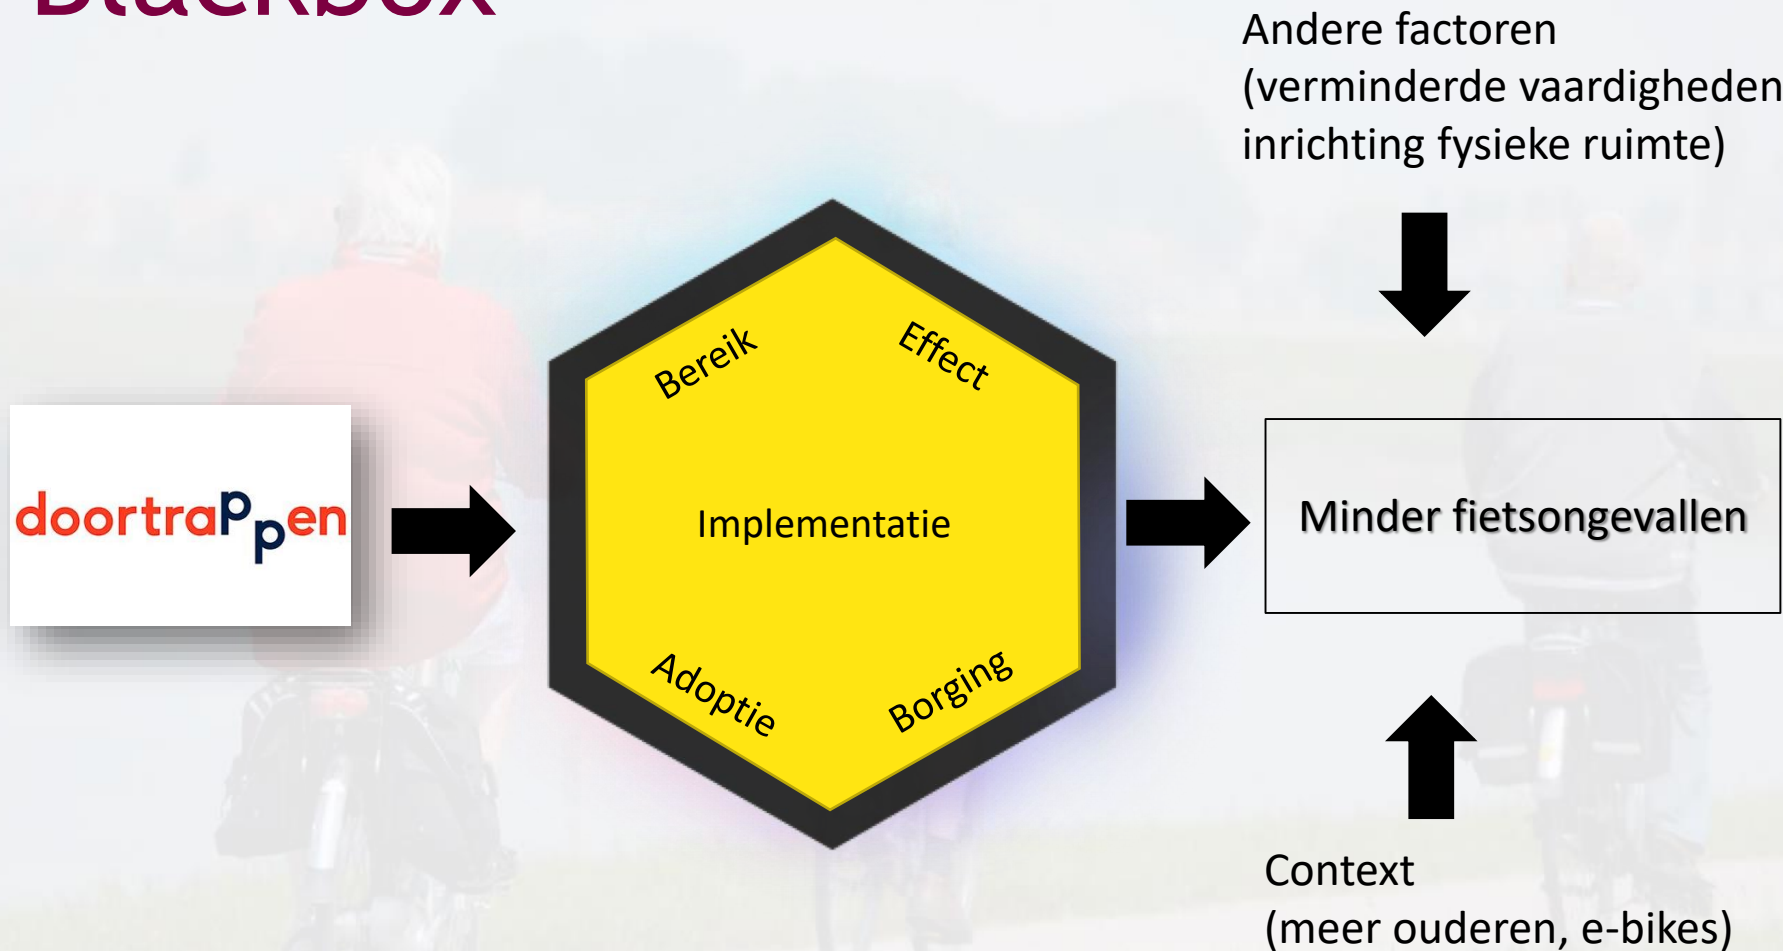 Blackbox
Andere factoren
(verminderde vaardigheden
inrichting fysieke ruimte)
Bereik
Effect
doortrappen
Implementatie
Minder fietsongevallen
Adoptie
Borging
Context
(meer ouderen, e-bikes)